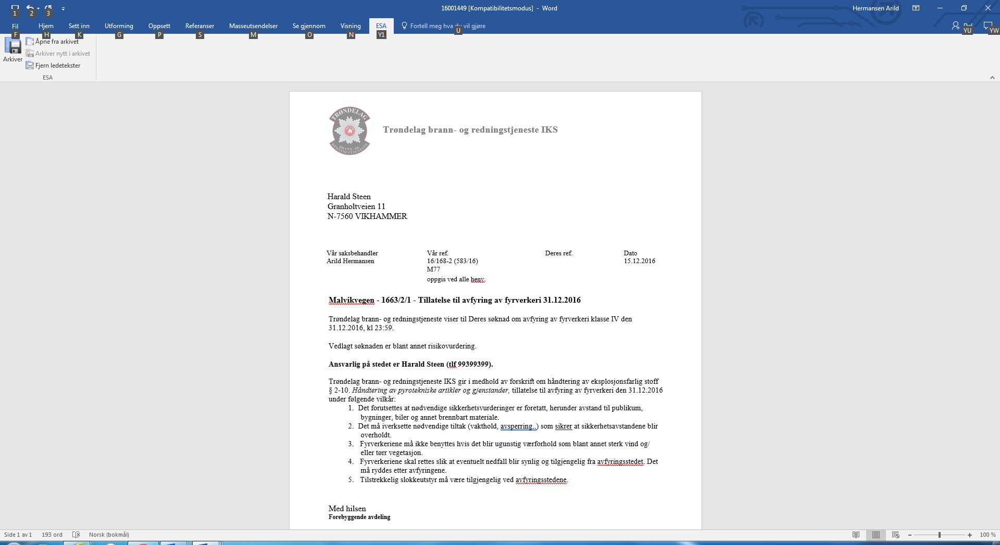 16001449 [Kompatibilitetsmodus] - Word
Hermansen Arild
1 2 3
Fil Hjem Sett inn Utforming Oppsett Referanser Masseutsendelser Se gjennom Visning ESA Fortell meg hva du vil gjøre Del
F H K G P S M O N Y1 U YU YW
Arkiver
Åpne fra arkivet
Arkiver nytt i arkivet
Fjern ledetekster
ESA
TRØNDELAG
BRANN- OG
REDNINGSTJENESTE
Trøndelag brann- og redningstjeneste IKS
Harald Steen
Granholtveien 11
N-7560 VIKHAMMER
Vår saksbehandler Vår ref. Deres ref. Dato
Arild Hermansen 16/168-2 (583/16) 15.12.2016
M77
oppgis ved alle henv.
Malvikvegen - 1663/2/1 - Tillatelse til avfyring av fyrverkeri 31.12.2016
Trøndelag brann- og redningstjeneste viser til Deres søknad om avfyring av fyrverkeri klasse IV den
31.12.2016, kl 23:59.
Vedlagt søknaden er blant annet risikovurdering.
Ansvarlig på stedet er Harald Steen (tlf 99399399).
Trøndelag brann- og redningstjeneste IKS gir i medhold av forskrift om håndtering av eksplosjonsfarlig stoff
§ 2-10. Håndtering av pyrotekniske artikler og gjenstander, tillatelse til avfyring av fyrverkeri den 31.12.2016
under følgende vilkår:
1. Det forutsettes at nødvendige sikkerhetsvurderinger er foretatt, herunder avstand til publikum,
bygninger, biler og annet brennbart materiale.
2. Det må iverksette nødvendige tiltak (vakthold, avsperring..) som sikrer at sikkerhetsavstandene blir
overholdt.
3. Fyrverkeriene må ikke benyttes hvis det blir ugunstig værforhold som blant annet sterk vind og/
eller tørr vegetasjon.
4. Fyrverkeriene skal rettes slik at eventuelt nedfall blir synlig og tilgjengelig fra avfyringsstedet. Det
må ryddes etter avfyringene.
5. Tilstrekkelig slokkeutstyr må være tilgjengelig ved avfyringsstedene.
Med hilsen
Forebyggende avdeling
Side 1 av 1 193 ord Norsk (bokmål) 100 %